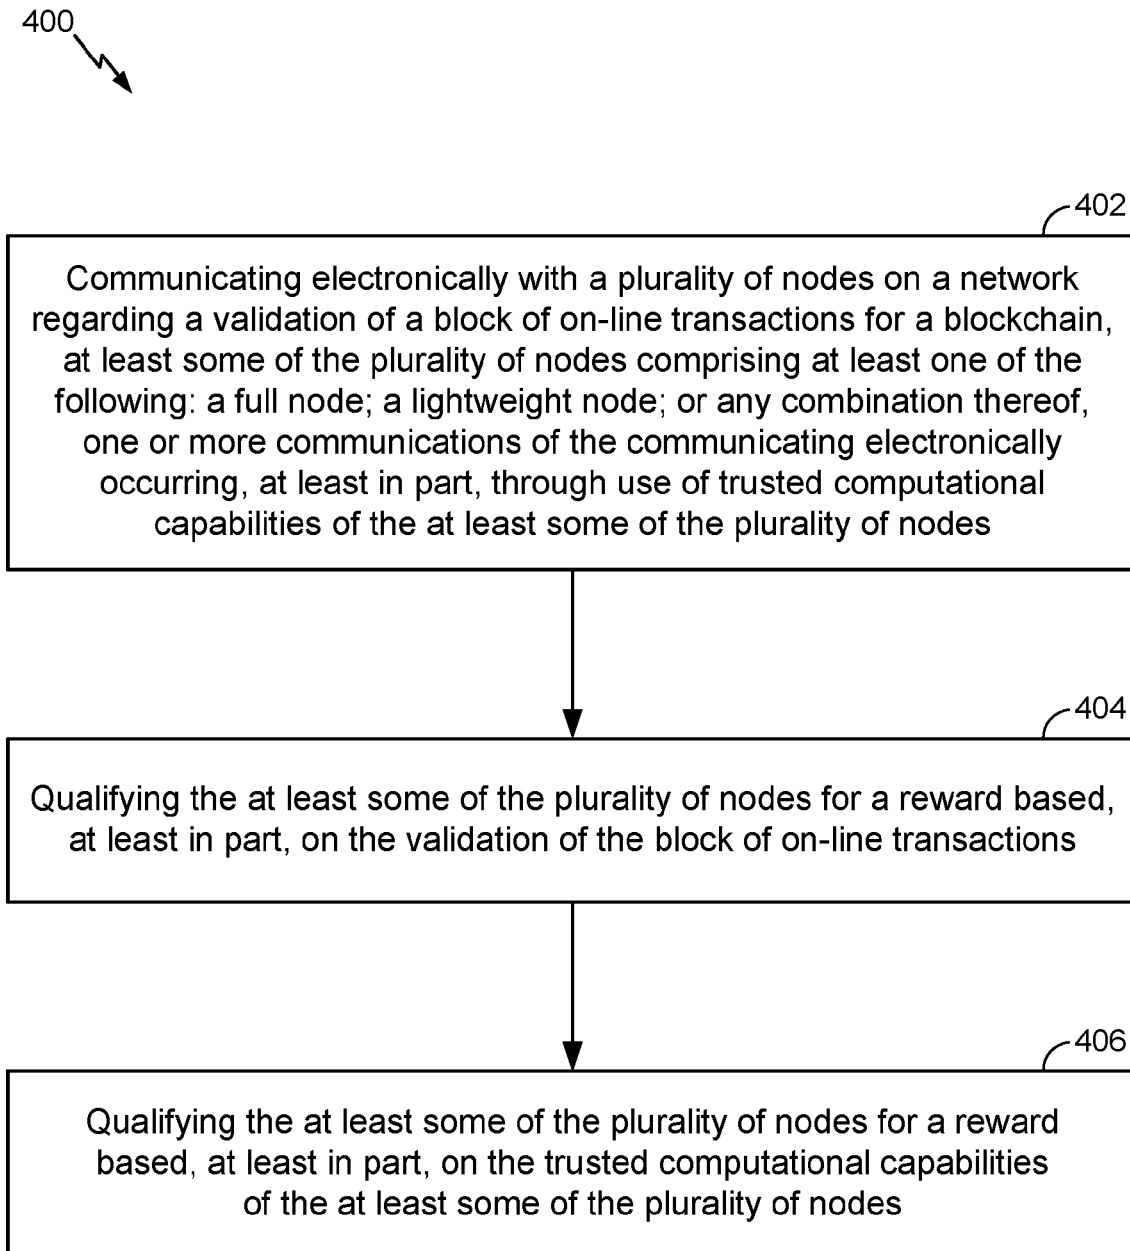 400
402
Communicating electronically with a plurality of nodes on a network
regarding a validation of a block of on-line transactions for a blockchain,
at least some of the plurality of nodes comprising at least one of the
following: a full node; a lightweight node; or any combination thereof,
one or more communications of the communicating electronically
occurring, at least in part, through use of trusted computational
capabilities of the at least some of the plurality of nodes
404
Qualifying the at least some of the plurality of nodes for a reward based,
at least in part, on the validation of the block of on-line transactions
406
Qualifying the at least some of the plurality of nodes for a reward
based, at least in part, on the trusted computational capabilities
of the at least some of the plurality of nodes